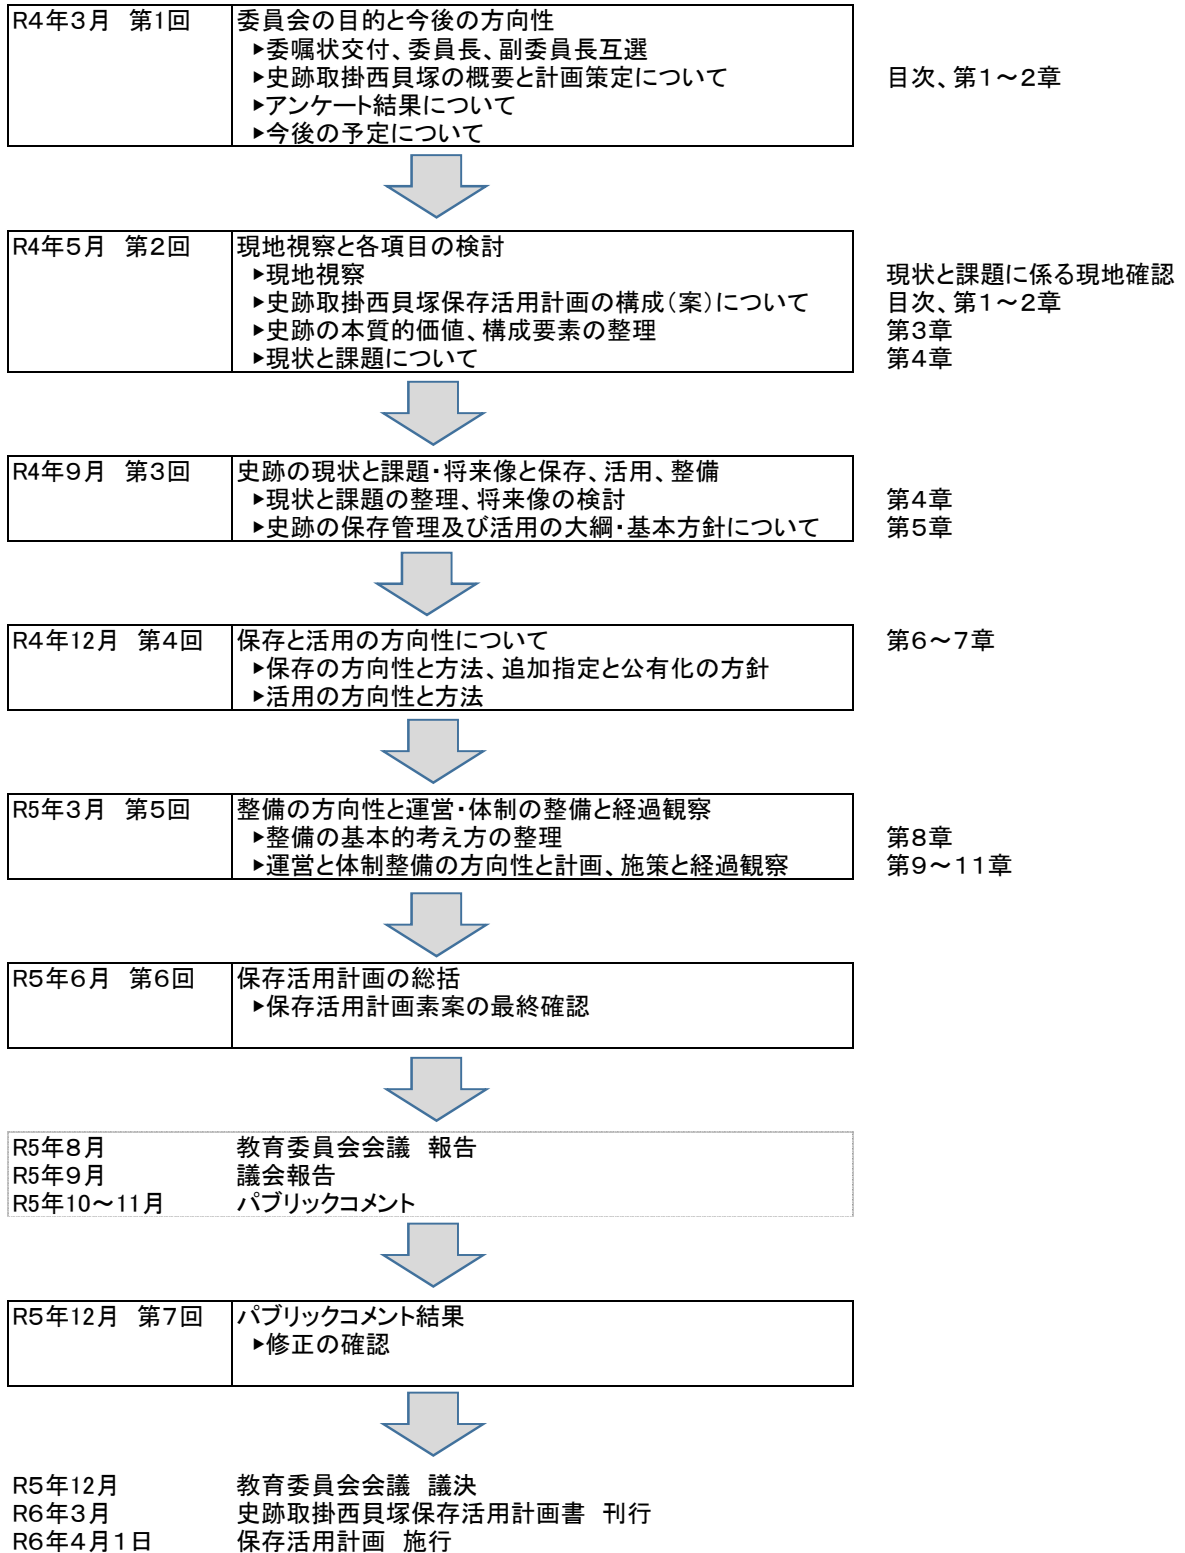 R4年３月　第１回　委員会の目的と今後の方向性
▶委嘱状交付、委員長、副委員長互選
▶史跡取掛西貝塚の概要と計画策定について　目次、第１～２章
▶アンケート結果について
▶今後の予定について
R4年５月　第２回　現地視察と各項目の検討
▶現地視察　現状と課題に係る現地確認
▶史跡取掛西貝塚保存活用計画の構成（案）について　目次、第１～２章
▶史跡の本質的価値、構成要素の整理　第３章
▶現状と課題について　第４章
R4年９月　第３回　史跡の現状と課題・将来像と保存、活用、整備
▶現状と課題の整理、将来像の検討　第４章
▶史跡の保存管理及び活用の大綱・基本方針について　第５章
R４年12月　第４回　保存と活用の方向性について　第６～７章
▶保存の方向性と方法、追加指定と公有化の方針
▶活用の方向性と方法
R5年３月　第５回　整備の方向性と運営・体制の整備と経過観察
▶整備の基本的考え方の整理　第８章
▶運営と体制整備の方向性と計画、施策と経過観察　第９～１１章
R５年６月　第６回　保存活用計画の総括
▶保存活用計画素案の最終確認
R5年８月　教育委員会会議　報告
R5年９月　議会報告
R5年10～11月　パブリックコメント
R５年12月　第７回　パブリックコメント結果
▶修正の確認
R５年12月　教育委員会会議　議決
R６年３月　史跡取掛西貝塚保存活用計画書　刊行
R６年４月１日　保存活用計画　施行